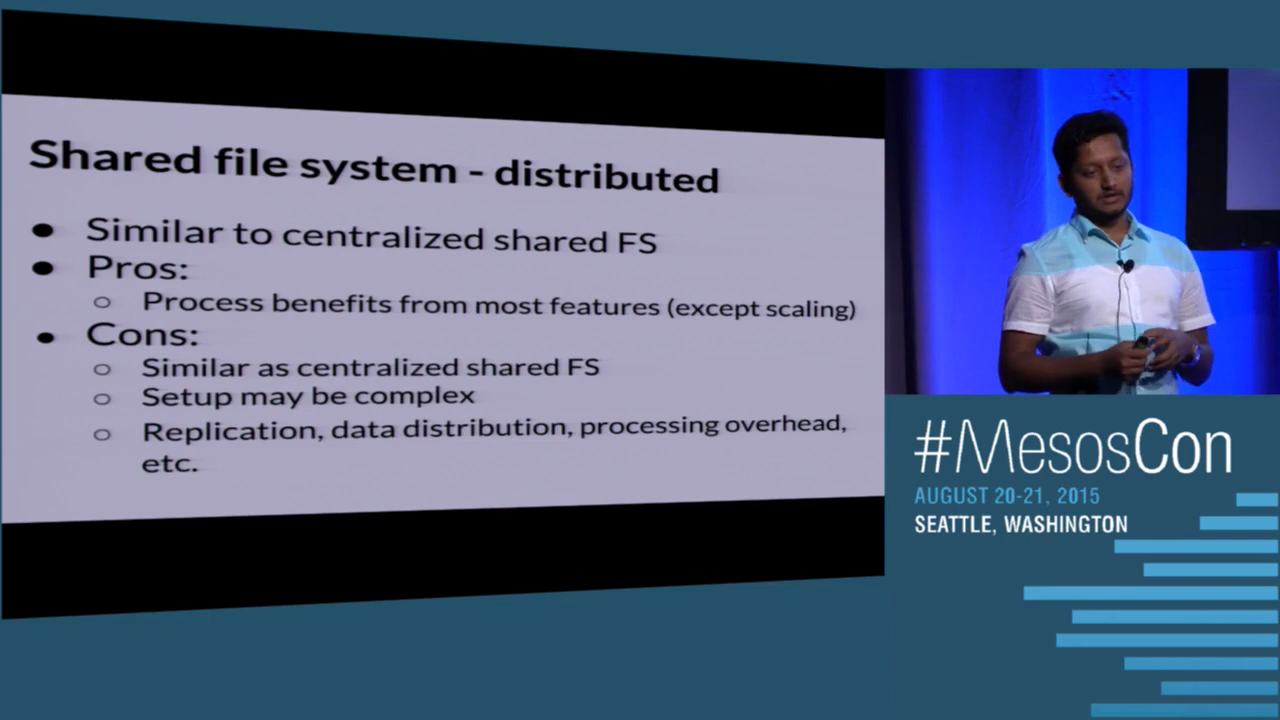 Shared file system - distributed
● Similar to centralized shared FS
● Pros:
○ Process benefits from most features (except scaling)
● Cons:
○ Similar as centralized shared FS
○ Setup may be complex
○ Replication, data distribution, processing overhead,
etc.
#MesosCon
AUGUST 20-21, 2015
SEATTLE, WASHINGTON